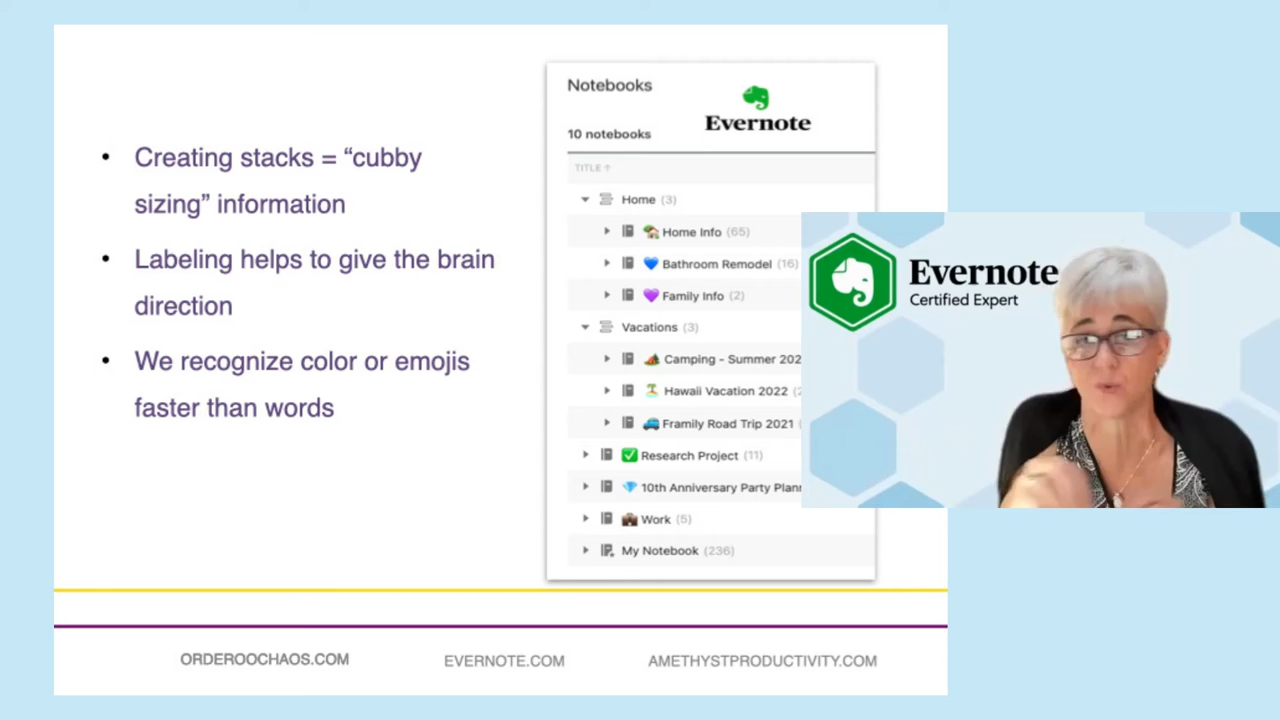 • Creating stacks = “cubby
sizing” information
• Labeling helps to give the brain
direction
• We recognize color or emojis
faster than words
Notebooks
Evernote
10 notebooks
TITLE ↑
Home (3)
Home Info (65)
Bathroom Remodel (16)
Family Info (2)
Vacations (3)
Camping - Summer 202
Hawaii Vacation 2022
Framily Road Trip 2021
Research Project (11)
10th Anniversary Party
Work (5)
My Notebook (236)
Evernote
Certified Expert
ORDEROOCHAOS.COM
EVERNOTE.COM
AMETHYSTPRODUCTIVITY.COM